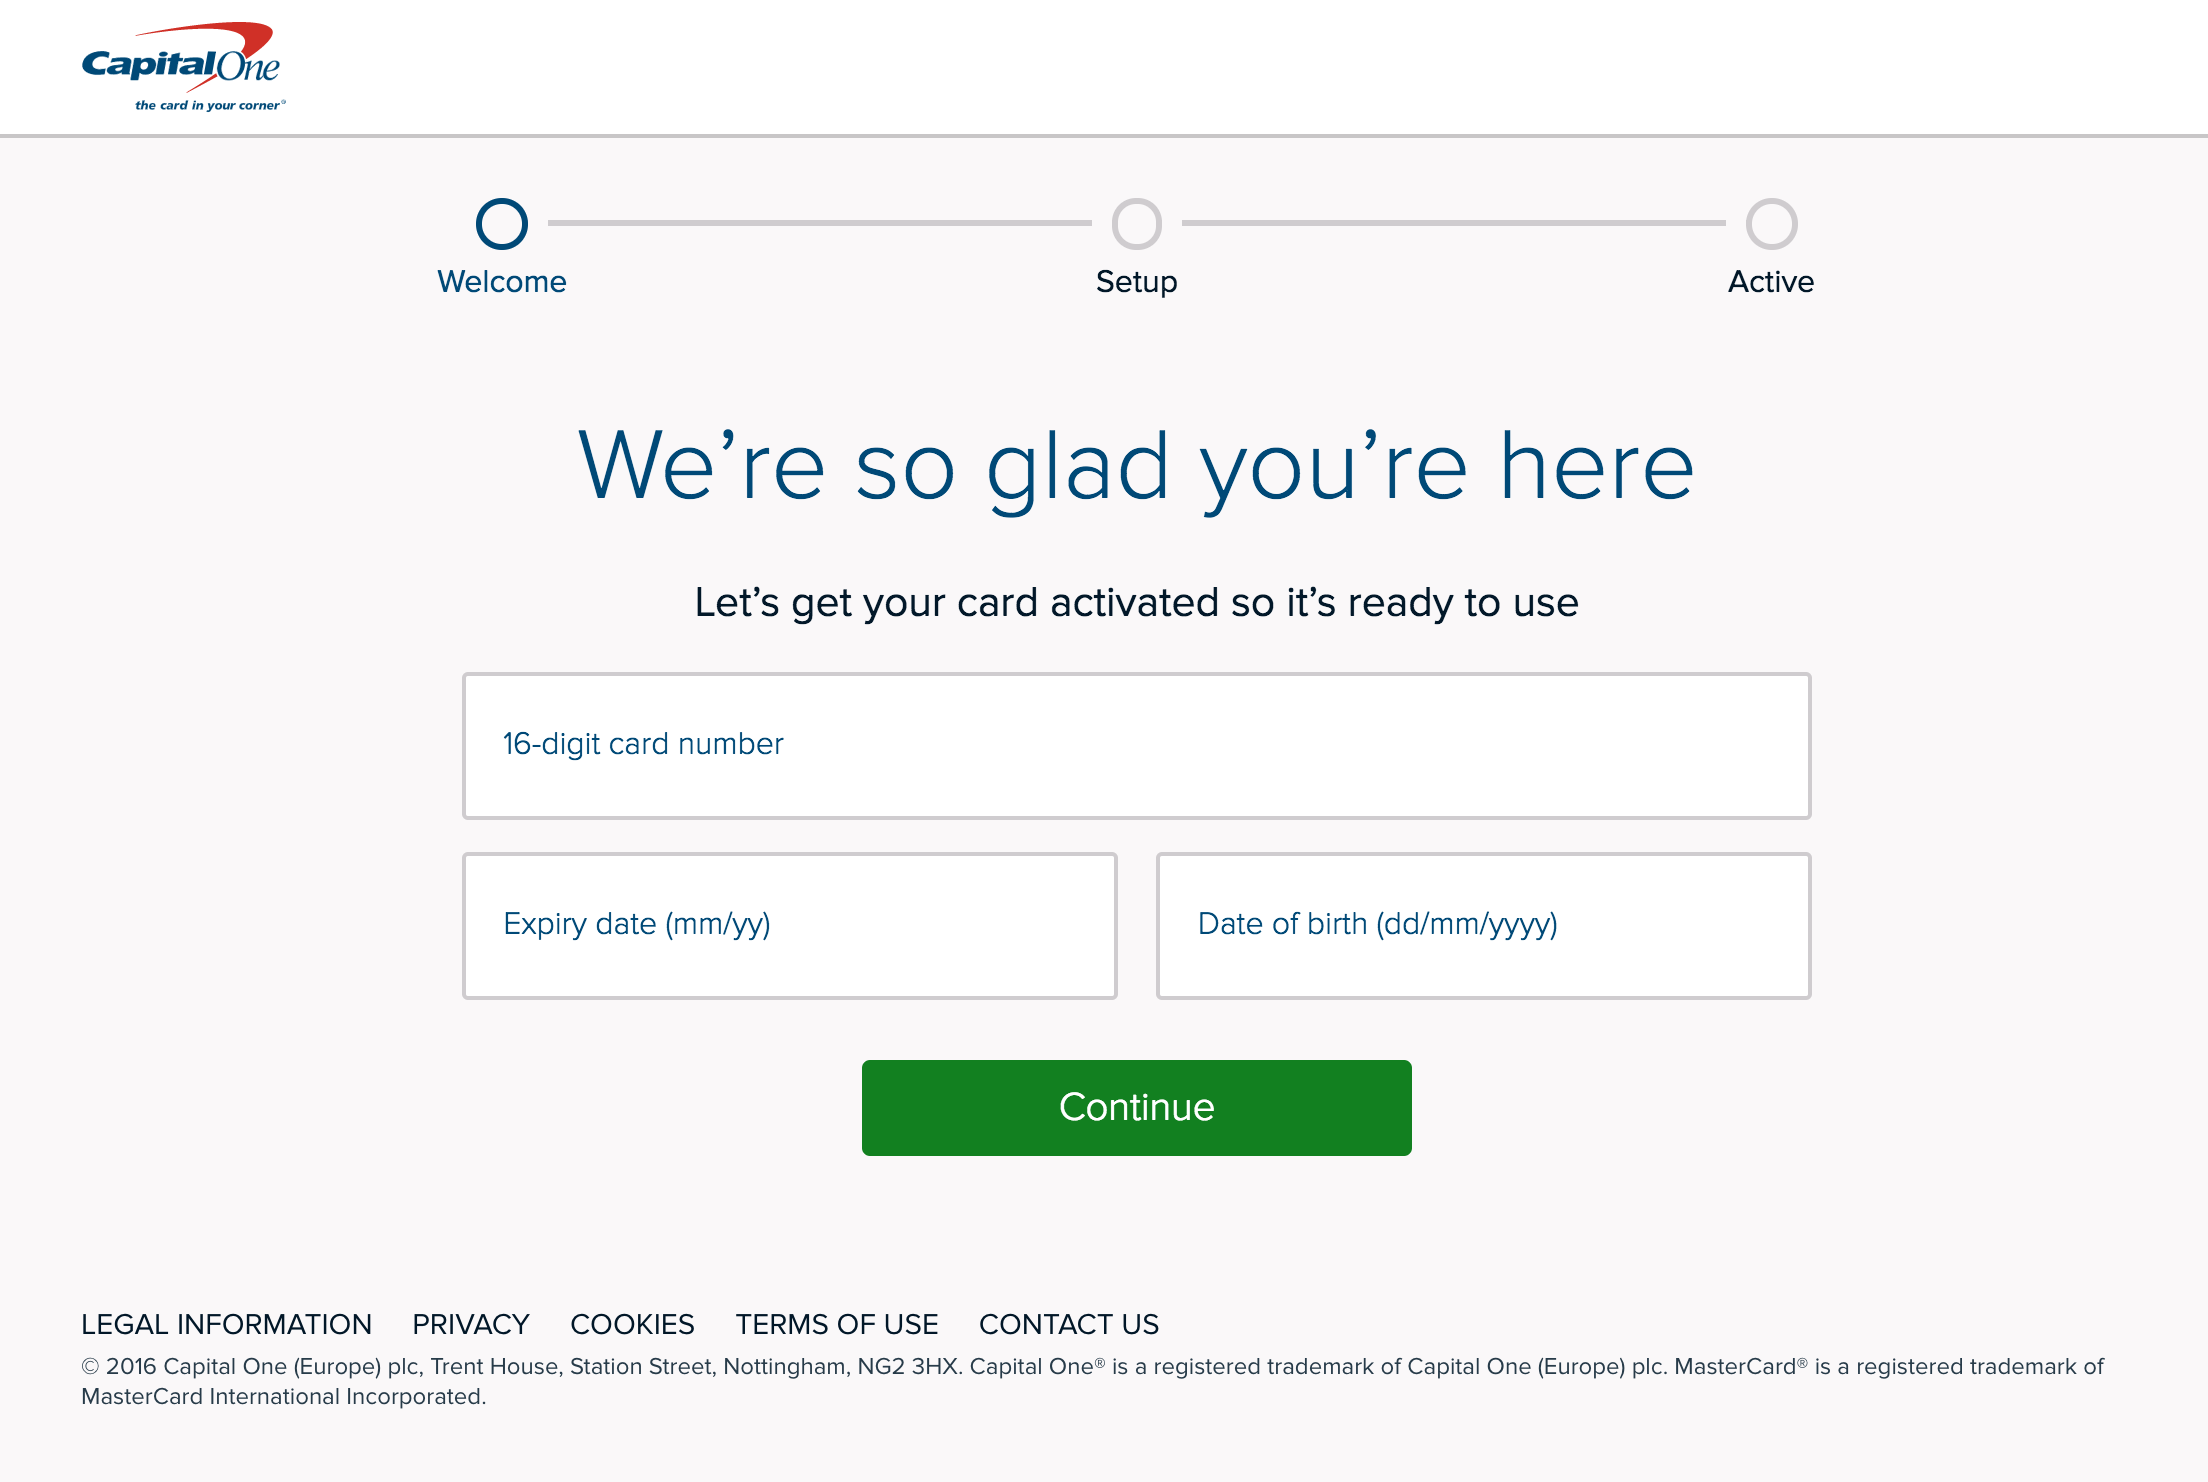 CapitalOne
the card in your corner®
Welcome
Setup
Active
We’re so glad you’re here
Let’s get your card activated so it’s ready to use
16-digit card number
Expiry date (mm/yy)
Date of birth (dd/mm/yyyy)
Continue
LEGAL INFORMATION PRIVACY COOKIES TERMS OF USE CONTACT US
© 2016 Capital One (Europe) plc, Trent House, Station Street, Nottingham, NG2 3HX. Capital One® is a registered trademark of Capital One (Europe) plc. MasterCard® is a registered trademark of
MasterCard International Incorporated.